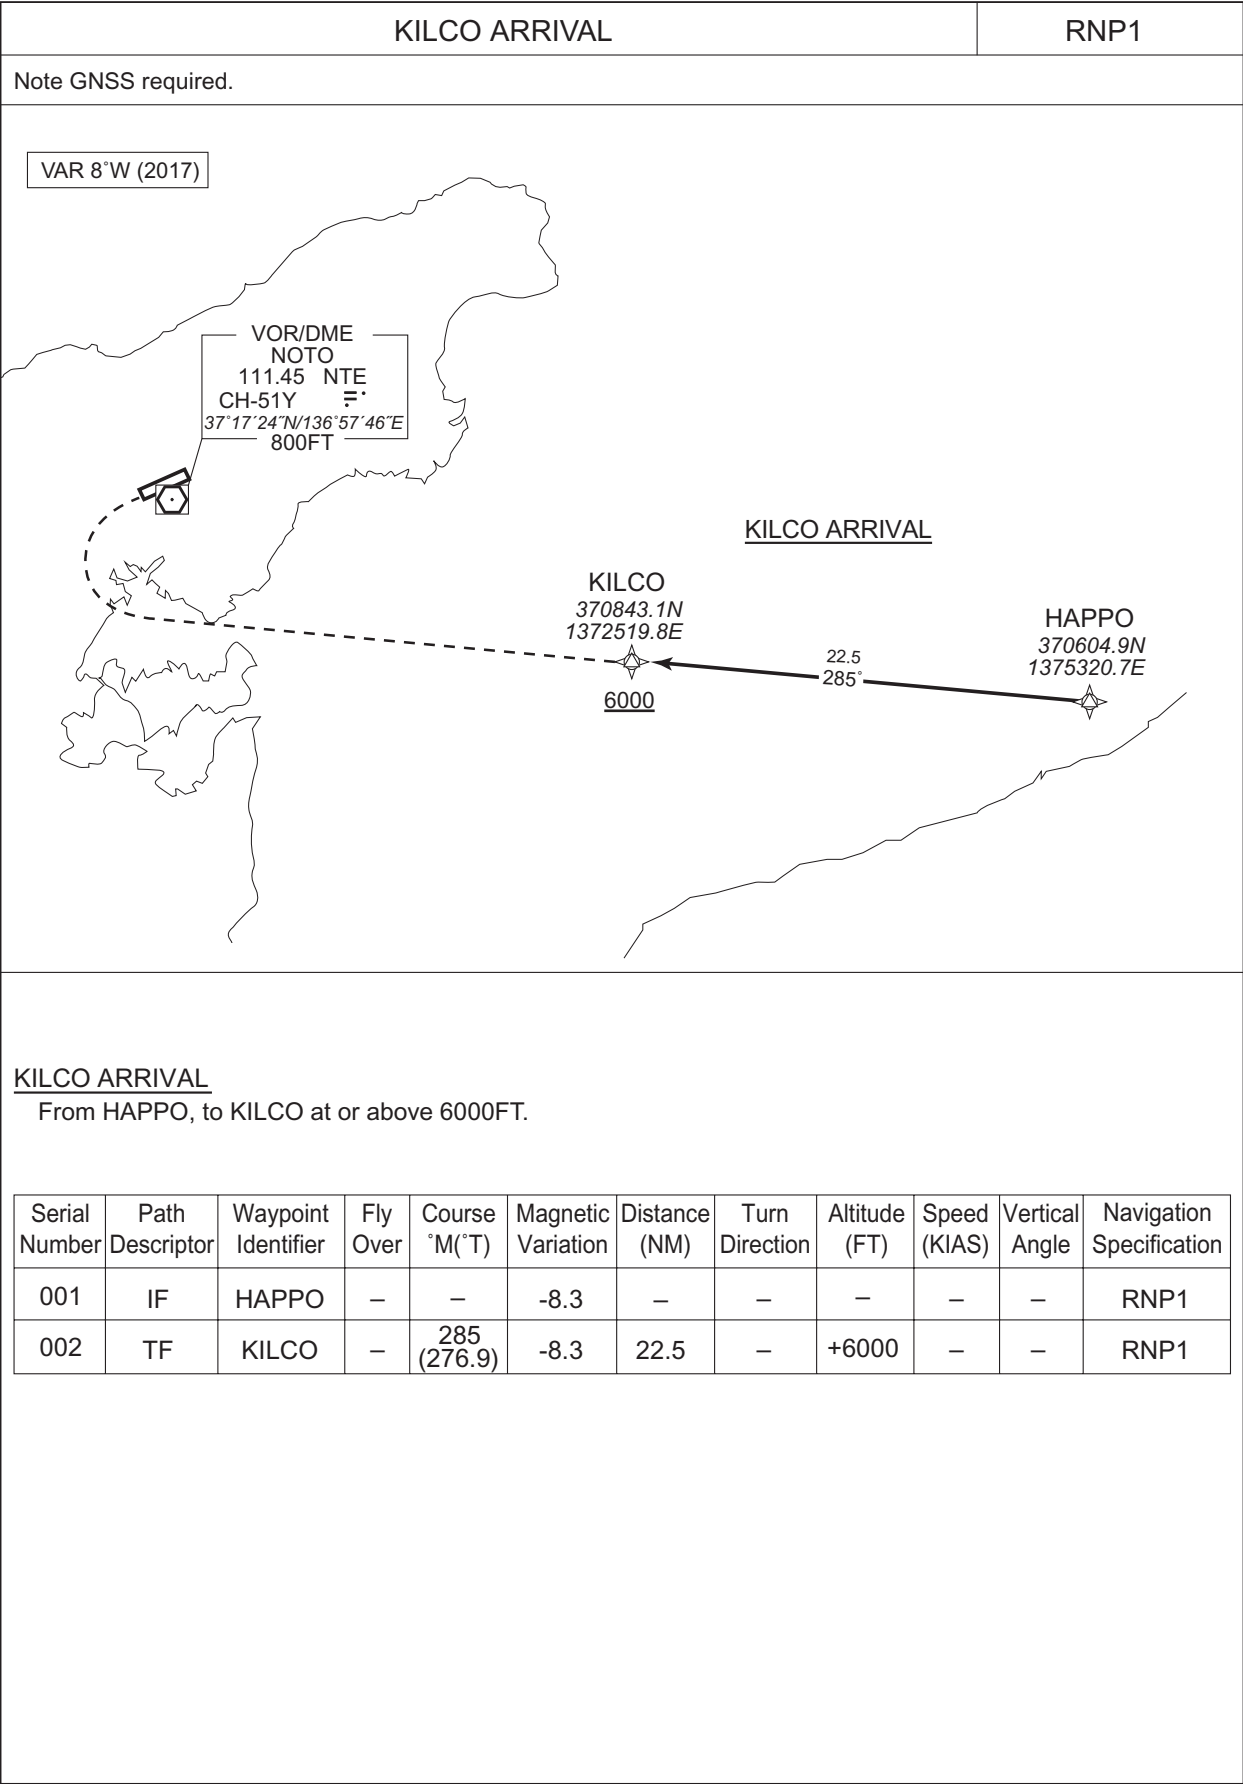 KILCO ARRIVAL
RNP1
Note GNSS required.
VAR 8˚W (2017)
VOR/DME
NOTO
111.45 NTE
CH-51Y
37˚17´24˝N/136˚57´46˝E
800FT
KILCO ARRIVAL
KILCO
370843.1N
1372519.8E
6000
22.5
285˚
HAPPO
370604.9N
1375320.7E
KILCO ARRIVAL
From HAPPO, to KILCO at or above 6000FT.
Serial Number Path Descriptor Waypoint Identifier Fly Over Course ˚M(˚T) Magnetic Variation Distance (NM) Turn Direction Altitude (FT) Speed (KIAS) Vertical Angle Navigation Specification
001 IF HAPPO – – -8.3 – – – – – RNP1
002 TF KILCO – 285 (276.9) -8.3 22.5 – +6000 – – RNP1